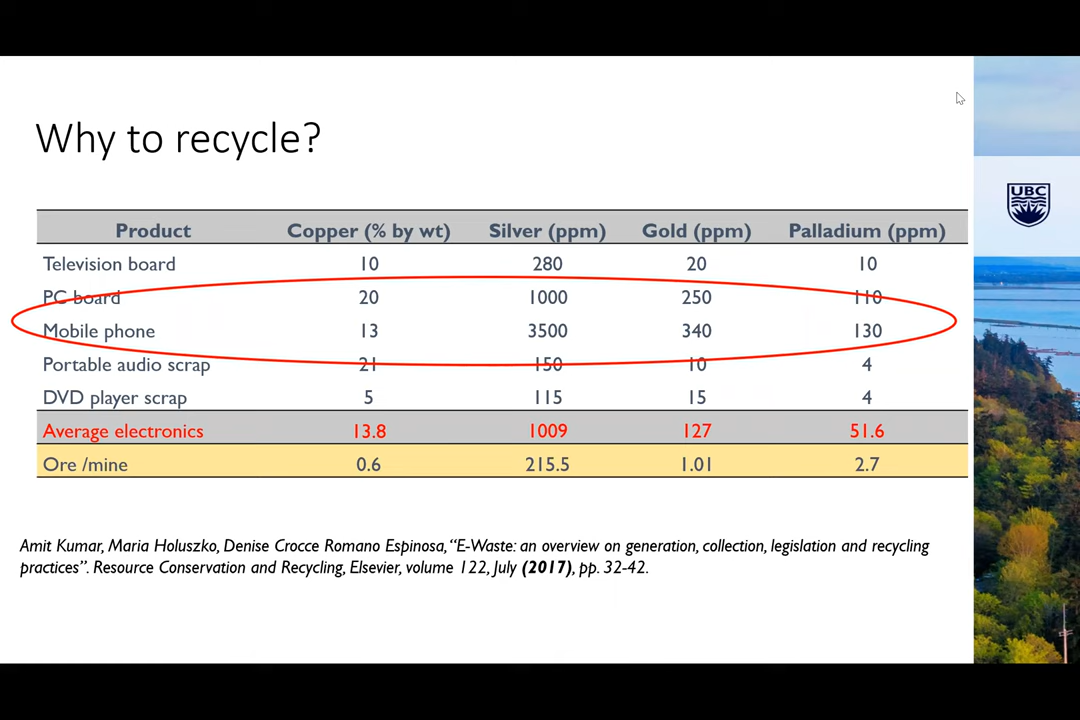 Why to recycle?
UBC
Product Copper (% by wt) Silver (ppm) Gold (ppm) Palladium (ppm)
Television board 10 280 20 10
PC board 20 1000 250 110
Mobile phone 13 3500 340 130
Portable audio scrap 21 150 10 4
DVD player scrap 5 115 15 4
Average electronics 13.8 1009 127 51.6
Ore /mine 0.6 215.5 1.01 2.7
Amit Kumar, Maria Holuszko, Denise Crocce Romano Espinosa, “E-Waste: an overview on generation, collection, legislation and recycling
practices”. Resource Conservation and Recycling, Elsevier, volume 122, July (2017), pp. 32-42.